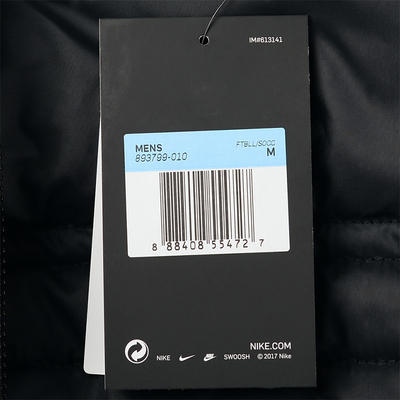 IM#613141
MENS FTBLL/SOCC
893799-010 M
8 88408 55472 7
NIKE.COM
NIKE SWOOSH © 2017 Nike